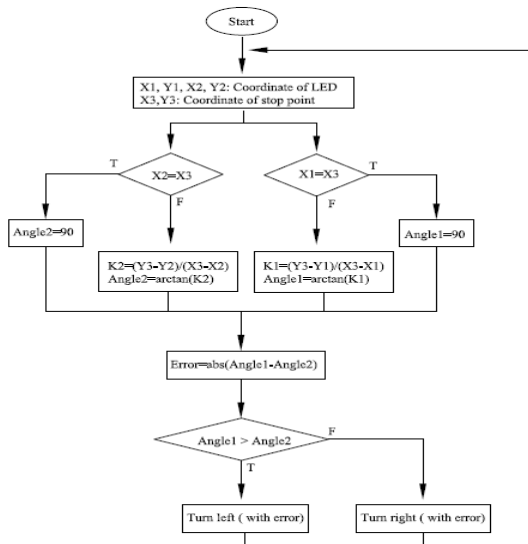 Start
X1, Y1, X2, Y2: Coordinate of LED
X3,Y3: Coordinate of stop point
T
X2=X3
F
X1=X3
T
F
Angle2=90
K2=(Y3-Y2)/(X3-X2)
Angle2=arctan(K2)
K1=(Y3-Y1)/(X3-X1)
Angle1=arctan(K1)
Angle1=90
Error=abs(Angle1-Angle2)
Angle1 > Angle2
F
T
Turn left ( with error)
Turn right ( with error)